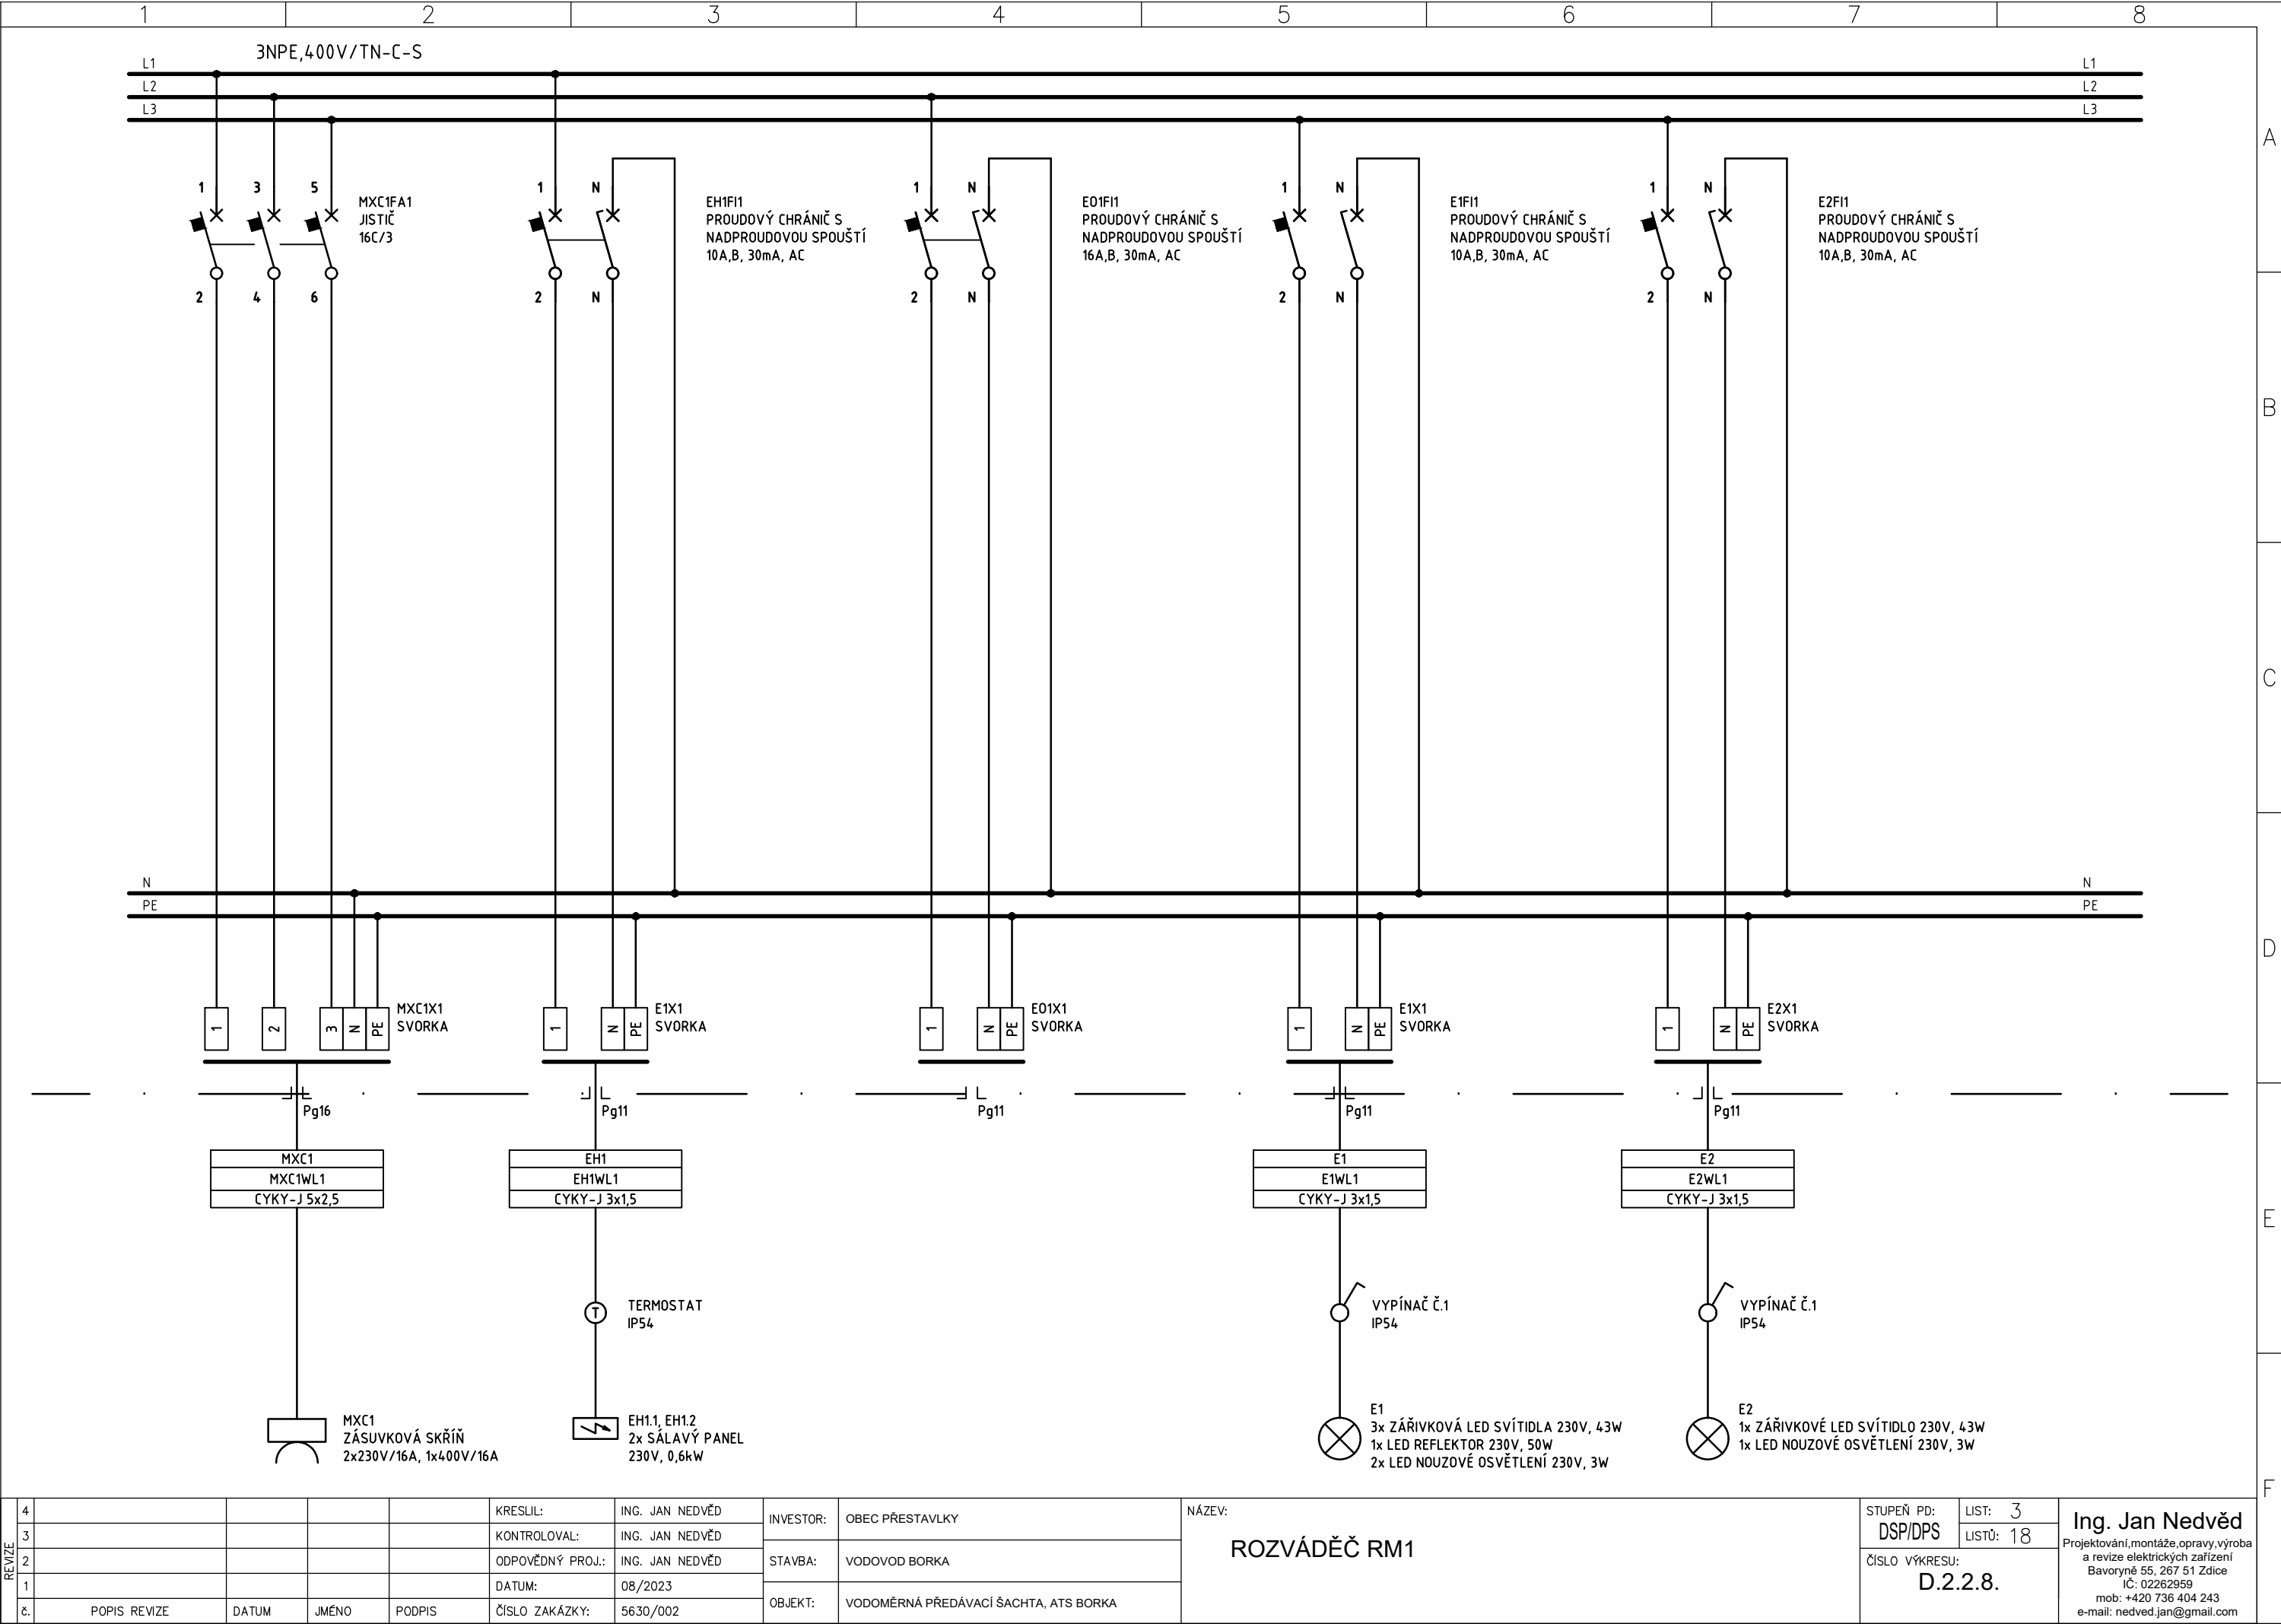 1 2 3 4 5 6 7 8
3NPE,400V/TN-C-S
L1 L1
L2 L2
L3 L3
A
B
C
D
E
F
1 3 5
2 4 6
MXC1FA1
JISTIČ
16C/3
1 N
2 N
EH1FI1
PROUDOVÝ CHRÁNIČ S
NADPROUDOVOU SPOUŠTÍ
10A,B, 30mA, AC
1 N
2 N
EO1FI1
PROUDOVÝ CHRÁNIČ S
NADPROUDOVOU SPOUŠTÍ
16A,B, 30mA, AC
1 N
2 N
E1FI1
PROUDOVÝ CHRÁNIČ S
NADPROUDOVOU SPOUŠTÍ
10A,B, 30mA, AC
1 N
2 N
E2FI1
PROUDOVÝ CHRÁNIČ S
NADPROUDOVOU SPOUŠTÍ
10A,B, 30mA, AC
N N
PE PE
1 2 3 N PE
MXC1X1
SVORKA
1 N PE
E1X1
SVORKA
1 N PE
EO1X1
SVORKA
1 N PE
E1X1
SVORKA
1 N PE
E2X1
SVORKA
Pg16 Pg11 Pg11 Pg11 Pg11
MXC1
MXC1WL1
CYKY-J 5x2,5
EH1
EH1WL1
CYKY-J 3x1,5
E1
E1WL1
CYKY-J 3x1,5
E2
E2WL1
CYKY-J 3x1,5
T
TERMOSTAT
IP54
VYPÍNAČ Č.1
IP54
VYPÍNAČ Č.1
IP54
MXC1
ZÁSUVKOVÁ SKŘÍŇ
2x230V/16A, 1x400V/16A
EH1.1, EH1.2
2x SÁLAVÝ PANEL
230V, 0,6kW
E1
3x ZÁŘIVKOVÁ LED SVÍTIDLA 230V, 43W
1x LED REFLEKTOR 230V, 50W
2x LED NOUZOVÉ OSVĚTLENÍ 230V, 3W
E2
1x ZÁŘIVKOVÉ LED SVÍTIDLO 230V, 43W
1x LED NOUZOVÉ OSVĚTLENÍ 230V, 3W
REVIZE
4
3
2
1
č. POPIS REVIZE DATUM JMÉNO PODPIS
KRESLIL: ING. JAN NEDVĚD
KONTROLOVAL: ING. JAN NEDVĚD
ODPOVĚDNÝ PROJ.: ING. JAN NEDVĚD
DATUM: 08/2023
ČÍSLO ZAKÁZKY: 5630/002
INVESTOR: OBEC PŘESTAVLKY
STAVBA: VODOVOD BORKA
OBJEKT: VODOMĚRNÁ PŘEDÁVACÍ ŠACHTA, ATS BORKA
NÁZEV:
ROZVÁDĚČ RM1
STUPEŇ PD:
DSP/DPS
LIST: 3
LISTŮ: 18
ČÍSLO VÝKRESU:
D.2.2.8.
Ing. Jan Nedvěd
Projektování,montáže,opravy,výroba
a revize elektrických zařízení
Bavoryně 55, 267 51 Zdice
IČ: 02262959
mob: +420 736 404 243
e-mail: nedved.jan@gmail.com